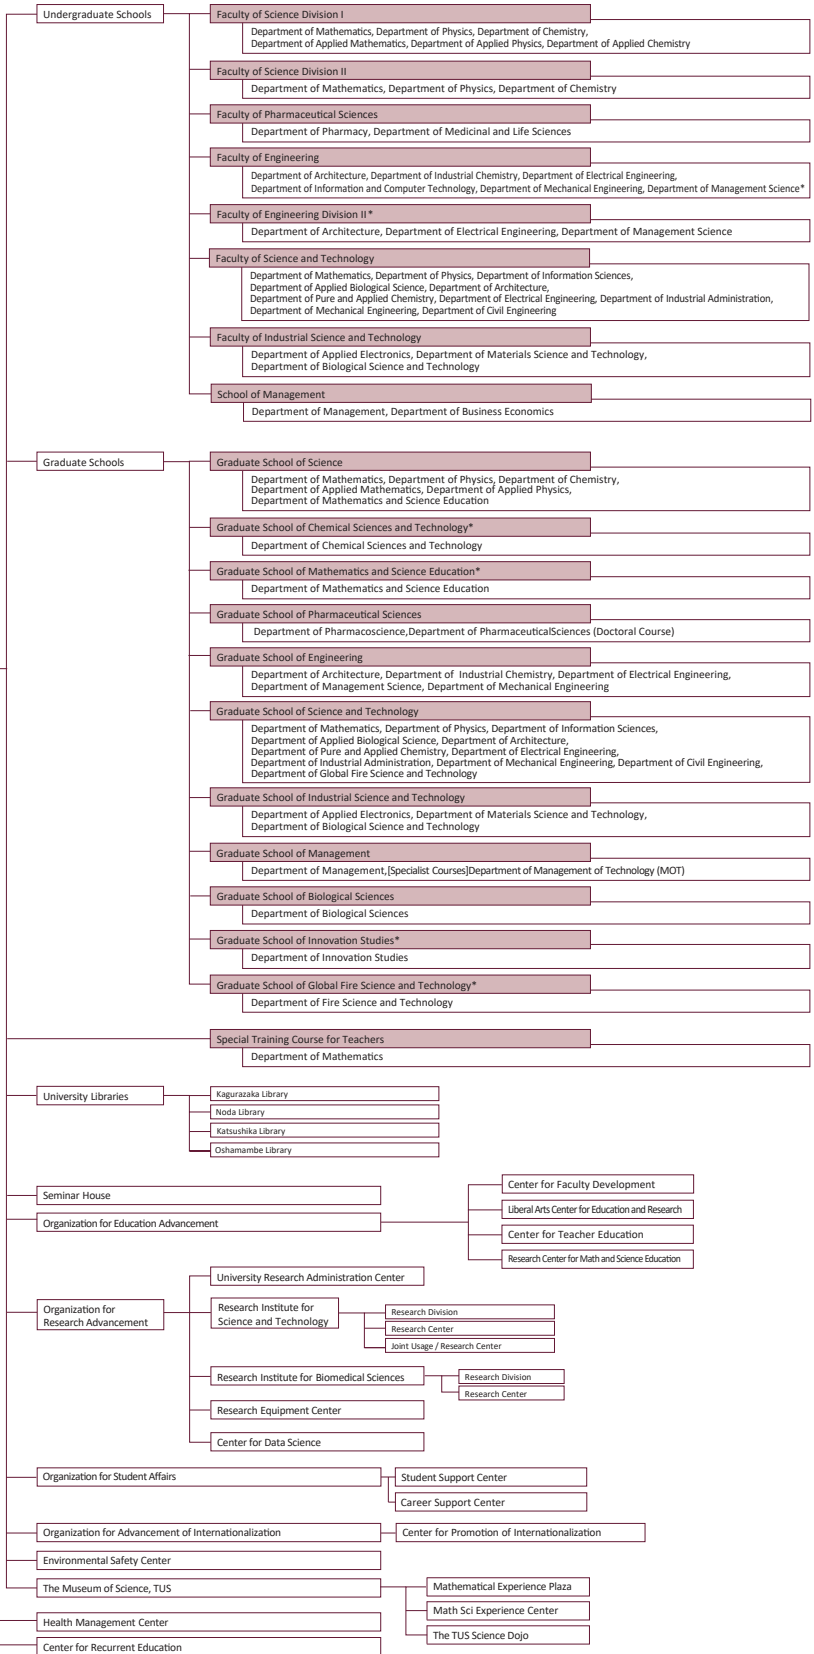 Undergraduate Schools
Faculty of Science Division I
Department of Mathematics, Department of Physics, Department of Chemistry,
Department of Applied Mathematics, Department of Applied Physics, Department of Applied Chemistry
Faculty of Science Division II
Department of Mathematics, Department of Physics, Department of Chemistry
Faculty of Pharmaceutical Sciences
Department of Pharmacy, Department of Medicinal and Life Sciences
Faculty of Engineering
Department of Architecture, Department of Industrial Chemistry, Department of Electrical Engineering,
Department of Information and Computer Technology, Department of Mechanical Engineering, Department of Management Science*
Faculty of Engineering Division II*
Department of Architecture, Department of Electrical Engineering, Department of Management Science
Faculty of Science and Technology
Department of Mathematics, Department of Physics, Department of Information Sciences,
Department of Applied Biological Science, Department of Architecture,
Department of Pure and Applied Chemistry, Department of Electrical Engineering, Department of Industrial Administration,
Department of Mechanical Engineering, Department of Civil Engineering
Faculty of Industrial Science and Technology
Department of Applied Electronics, Department of Materials Science and Technology,
Department of Biological Science and Technology
School of Management
Department of Management, Department of Business Economics
Graduate Schools
Graduate School of Science
Department of Mathematics, Department of Physics, Department of Chemistry,
Department of Applied Mathematics, Department of Applied Physics,
Department of Mathematics and Science Education
Graduate School of Chemical Sciences and Technology*
Department of Chemical Sciences and Technology
Graduate School of Mathematics and Science Education*
Department of Mathematics and Science Education
Graduate School of Pharmaceutical Sciences
Department of Pharmacoscience,Department of PharmaceuticalSciences (Doctoral Course)
Graduate School of Engineering
Department of Architecture, Department of Industrial Chemistry, Department of Electrical Engineering,
Department of Management Science, Department of Mechanical Engineering
Graduate School of Science and Technology
Department of Mathematics, Department of Physics, Department of Information Sciences,
Department of Applied Biological Science, Department of Architecture,
Department of Pure and Applied Chemistry, Department of Electrical Engineering,
Department of Industrial Administration, Department of Mechanical Engineering, Department of Civil Engineering,
Department of Global Fire Science and Technology
Graduate School of Industrial Science and Technology
Department of Applied Electronics, Department of Materials Science and Technology,
Department of Biological Science and Technology
Graduate School of Management
Department of Management,[Specialist Courses]Department of Management of Technology (MOT)
Graduate School of Biological Sciences
Department of Biological Sciences
Graduate School of Innovation Studies*
Department of Innovation Studies
Graduate School of Global Fire Science and Technology*
Department of Fire Science and Technology
Special Training Course for Teachers
Department of Mathematics
University Libraries
Kagurazaka Library
Noda Library
Katsushika Library
Oshamambe Library
Seminar House
Organization for Education Advancement
Center for Faculty Development
Liberal Arts Center for Education and Research
Center for Teacher Education
Research Center for Math and Science Education
Organization for
Research Advancement
University Research Administration Center
Research Institute for
Science and Technology
Research Division
Research Center
Joint Usage / Research Center
Research Institute for Biomedical Sciences
Research Division
Research Center
Research Equipment Center
Center for Data Science
Organization for Student Affairs
Student Support Center
Career Support Center
Organization for Advancement of Internationalization
Center for Promotion of Internationalization
Environmental Safety Center
The Museum of Science, TUS
Mathematical Experience Plaza
Math Sci Experience Center
The TUS Science Dojo
Health Management Center
Center for Recurrent Education